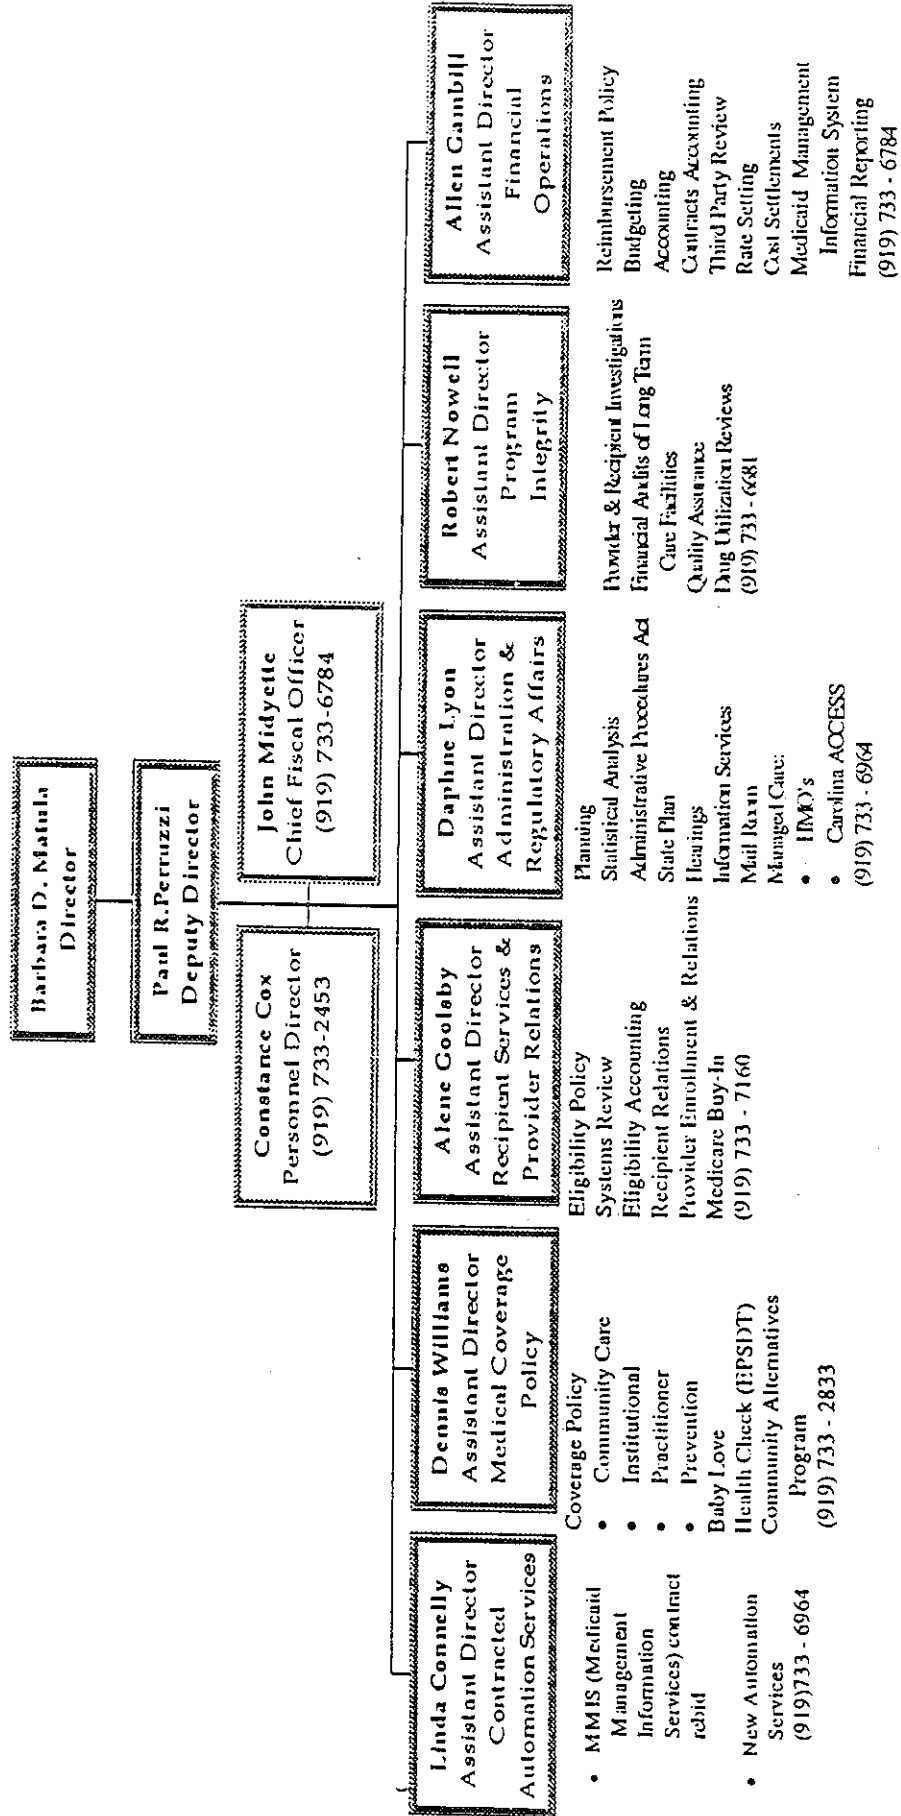 Barbara D. Matula
Director
Paul R.Perruzzi
Deputy Director
Constance Cox
Personnel Director
(919) 733-2453
John Midyette
Chief Fiscal Officer
(919) 733-6784
Linda Connelly
Assistant Director
Contracted
Automation Services
• MMIS (Medicaid
Management
Information
Services) contract
rebid
• New Automation
Services
(919)733 - 6964
Dennis Williams
Assistant Director
Medical Coverage
Policy
Coverage Policy
• Community Care
• Institutional
• Practitioner
• Prevention
Baby Love
Health Check (EPSDT)
Community Alternatives
Program
(919) 733 - 2833
Alene Goolsby
Assistant Director
Recipient Services &
Provider Relations
Eligibility Policy
Systems Review
Eligibility Accounting
Recipient Relations
Provider Enrollment & Relations
Medicare Buy-In
(919) 733 - 7160
Daphne Lyon
Assistant Director
Administration &
Regulatory Affairs
Planning
Statistical Analysis
Administrative Procedures Act
State Plan
Hearings
Information Services
Mail Room
Managed Care:
• HMO's
• Carolina ACCESS
(919) 733 - 6964
Robert Nowell
Assistant Director
Program
Integrity
Provider & Recipient Investigations
Financial Audits of Long Term
Care Facilities
Quality Assurance
Drug Utilization Reviews
(919) 733 - 6681
Allen Gambill
Assistant Director
Financial
Operations
Reimbursement Policy
Budgeting
Accounting
Contracts Accounting
Third Party Review
Rate Setting
Cost Settlements
Medicaid Management
Information System
Financial Reporting
(919) 733 - 6784